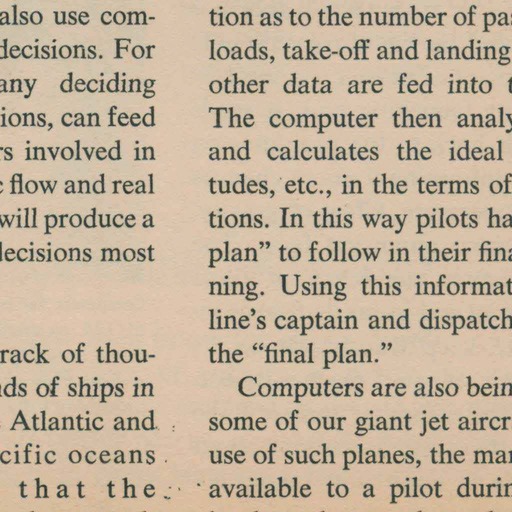 also use com-
decisions. For
any deciding
ions, can feed
rs involved in
c flow and real
will produce a
decisions most
rack of thou-
nds of ships in
Atlantic and
cific oceans
that the
tion as to the number of pas
loads, take-off and landing
other data are fed into t
The computer then analy
and calculates the ideal
tudes, etc., in the terms of
tions. In this way pilots ha
plan” to follow in their fina
ning. Using this informat
line’s captain and dispatch
the “final plan.”
Computers are also bein
some of our giant jet aircr
use of such planes, the man
available to a pilot durin